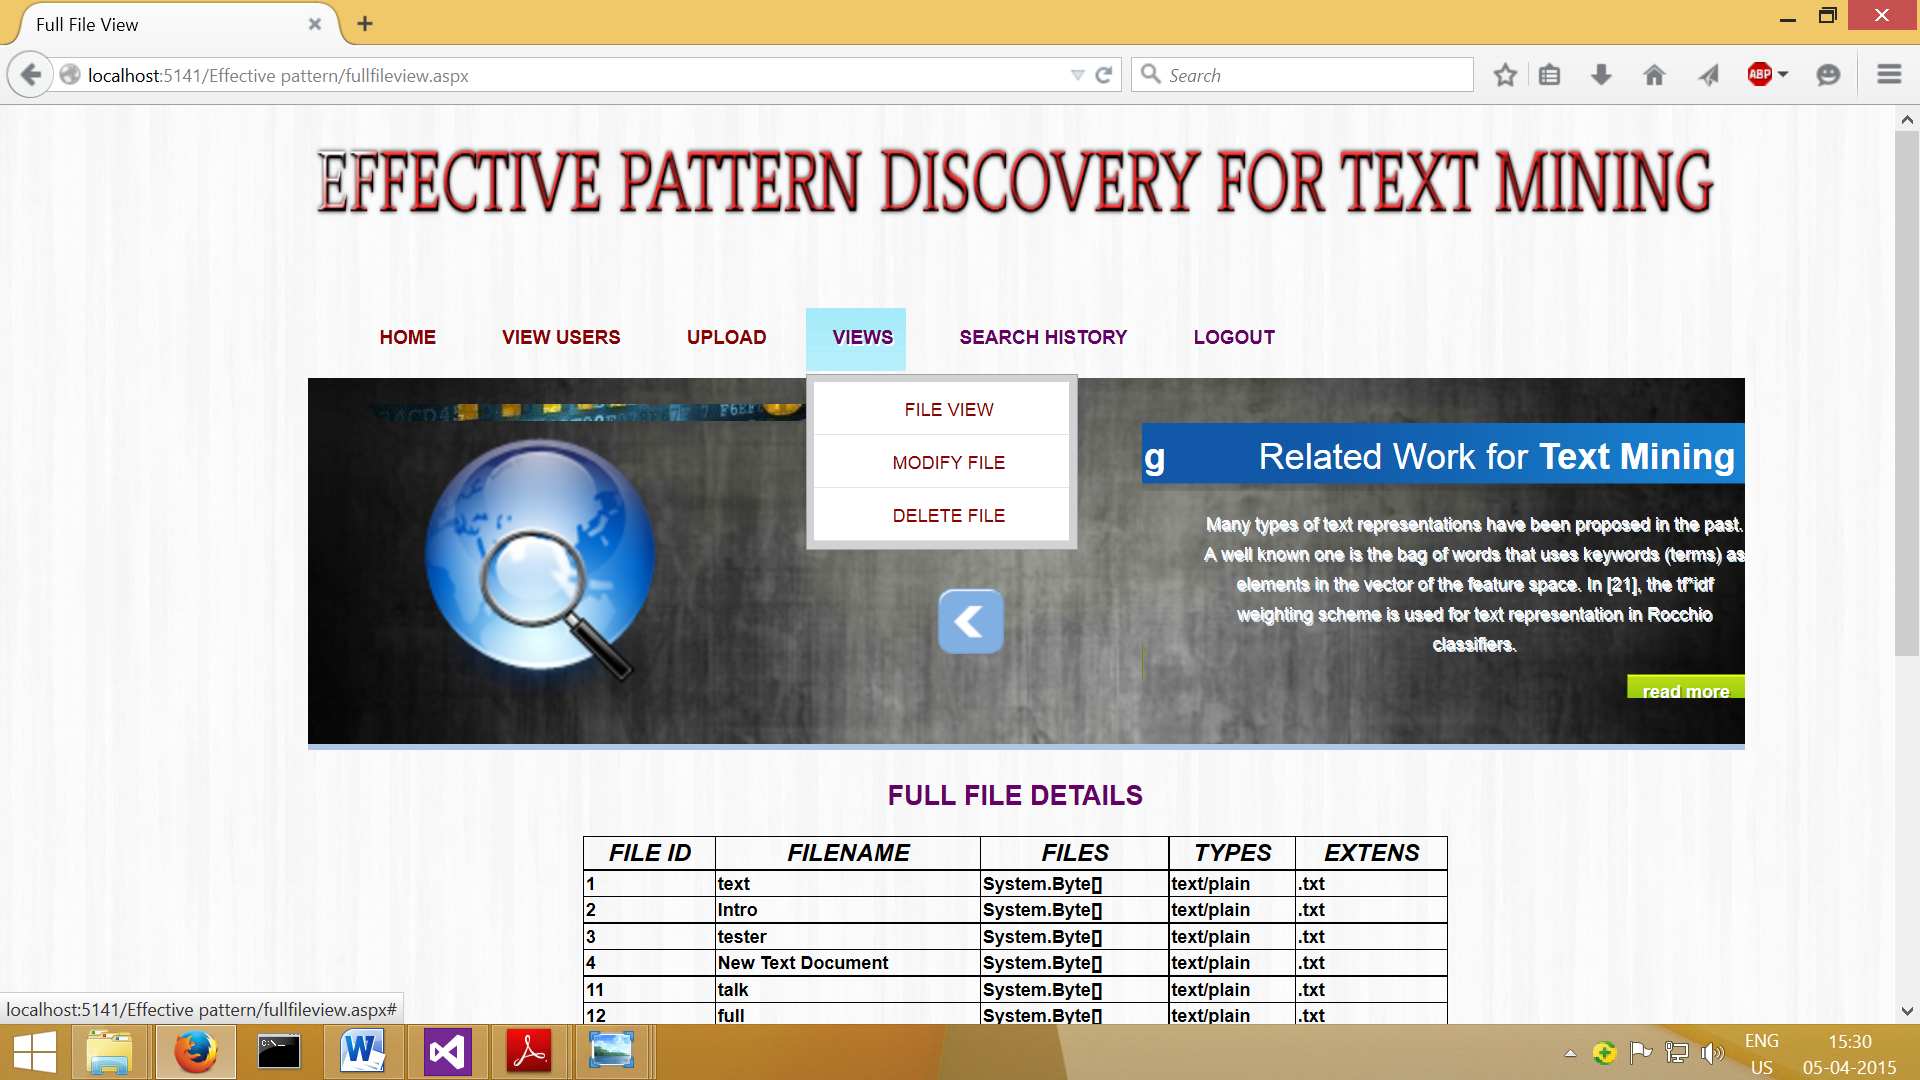 Full File View
localhost:5141/Effective pattern/fullfileview.aspx
Search
ABP
EFFECTIVE PATTERN DISCOVERY FOR TEXT MINING
HOME VIEW USERS UPLOAD VIEWS SEARCH HISTORY LOGOUT
FILE VIEW
MODIFY FILE
DELETE FILE
g Related Work for Text Mining
Many types of text representations have been proposed in the past.
A well known one is the bag of words that uses keywords (terms) as
elements in the vector of the feature space. In [21], the tf*idf
weighting scheme is used for text representation in Rocchio
classifiers.
read more
FULL FILE DETAILS
FILE ID FILENAME FILES TYPES EXTENS
1 text System.Byte[] text/plain .txt
2 Intro System.Byte[] text/plain .txt
3 tester System.Byte[] text/plain .txt
4 New Text Document System.Byte[] text/plain .txt
11 talk System.Byte[] text/plain .txt
12 full System.Byte[] text/plain .txt
localhost:5141/Effective pattern/fullfileview.aspx#
ENG 15:30
US 05-04-2015